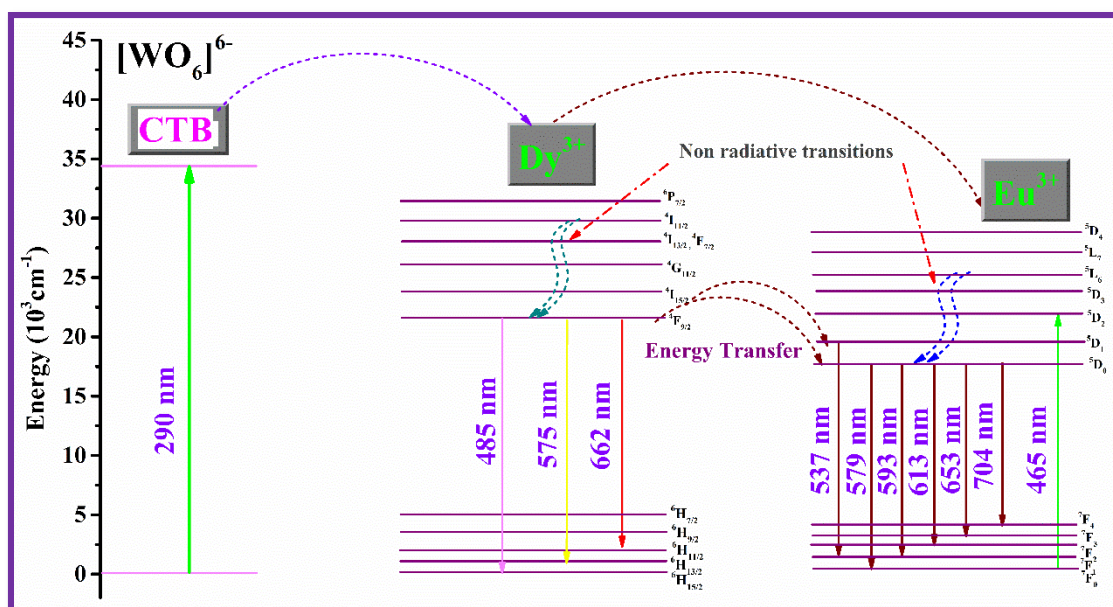 45
40
35
30
25
20
15
10
5
0
Energy (10³cm⁻¹)
[WO₆]⁶⁻
CTB
290 nm
Dy³⁺
Non radiative transitions
Eu³⁺
⁶P₇/₂
⁴I₁₁/₂
⁴I₁₃/₂, ⁴F₇/₂
⁴G₁₁/₂
⁴I₁₅/₂
⁴F₉/₂
485 nm
575 nm
662 nm
⁶H₇/₂
⁶H₉/₂
⁶H₁₁/₂
⁶H₁₃/₂
⁶H₁₅/₂
Energy Transfer
⁵D₄
⁵L₇
⁵L₆
⁵D₃
⁵D₂
⁵D₁
⁵D₀
537 nm
579 nm
593 nm
613 nm
653 nm
704 nm
465 nm
⁷F₄
⁷F₃
⁷F₂
⁷F₁
⁷F₀